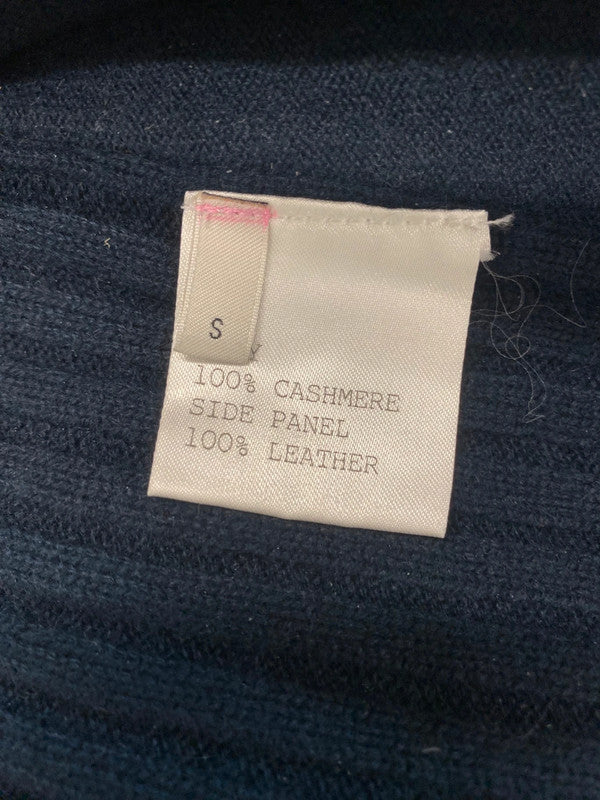 S
100% CASHMERE
SIDE PANEL
100% LEATHER